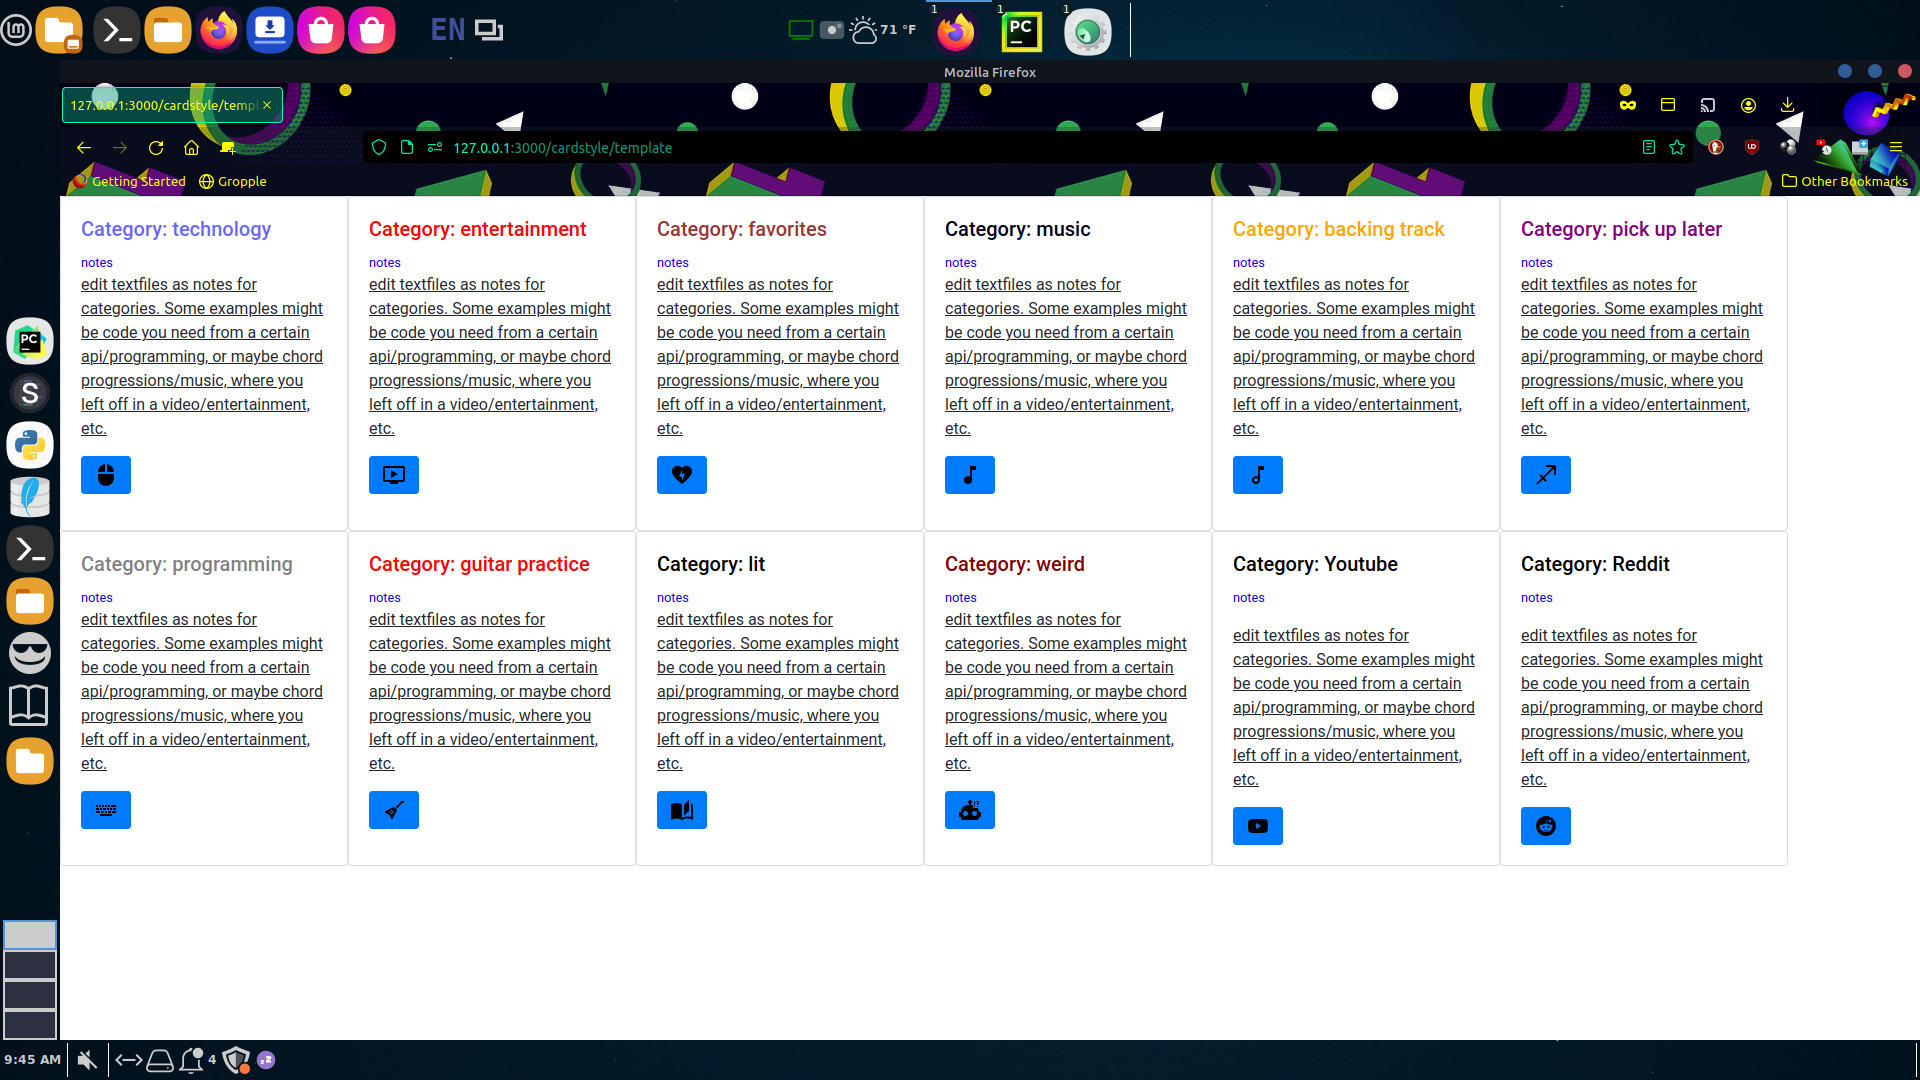 EN
71 °F
1
1
1
PC
Mozilla Firefox
127.0.0.1:3000/cardstyle/templ
127.0.0.1:3000/cardstyle/template
Getting Started
Gropple
Other Bookmarks
Category: technology
notes
edit textfiles as notes for
categories. Some examples might
be code you need from a certain
api/programming, or maybe chord
progressions/music, where you
left off in a video/entertainment,
etc.
Category: entertainment
notes
edit textfiles as notes for
categories. Some examples might
be code you need from a certain
api/programming, or maybe chord
progressions/music, where you
left off in a video/entertainment,
etc.
Category: favorites
notes
edit textfiles as notes for
categories. Some examples might
be code you need from a certain
api/programming, or maybe chord
progressions/music, where you
left off in a video/entertainment,
etc.
Category: music
notes
edit textfiles as notes for
categories. Some examples might
be code you need from a certain
api/programming, or maybe chord
progressions/music, where you
left off in a video/entertainment,
etc.
Category: backing track
notes
edit textfiles as notes for
categories. Some examples might
be code you need from a certain
api/programming, or maybe chord
progressions/music, where you
left off in a video/entertainment,
etc.
Category: pick up later
notes
edit textfiles as notes for
categories. Some examples might
be code you need from a certain
api/programming, or maybe chord
progressions/music, where you
left off in a video/entertainment,
etc.
Category: programming
notes
edit textfiles as notes for
categories. Some examples might
be code you need from a certain
api/programming, or maybe chord
progressions/music, where you
left off in a video/entertainment,
etc.
Category: guitar practice
notes
edit textfiles as notes for
categories. Some examples might
be code you need from a certain
api/programming, or maybe chord
progressions/music, where you
left off in a video/entertainment,
etc.
Category: lit
notes
edit textfiles as notes for
categories. Some examples might
be code you need from a certain
api/programming, or maybe chord
progressions/music, where you
left off in a video/entertainment,
etc.
Category: weird
notes
edit textfiles as notes for
categories. Some examples might
be code you need from a certain
api/programming, or maybe chord
progressions/music, where you
left off in a video/entertainment,
etc.
Category: Youtube
notes
edit textfiles as notes for
categories. Some examples might
be code you need from a certain
api/programming, or maybe chord
progressions/music, where you
left off in a video/entertainment,
etc.
Category: Reddit
notes
edit textfiles as notes for
categories. Some examples might
be code you need from a certain
api/programming, or maybe chord
progressions/music, where you
left off in a video/entertainment,
etc.
PC
S
9:45 AM
4